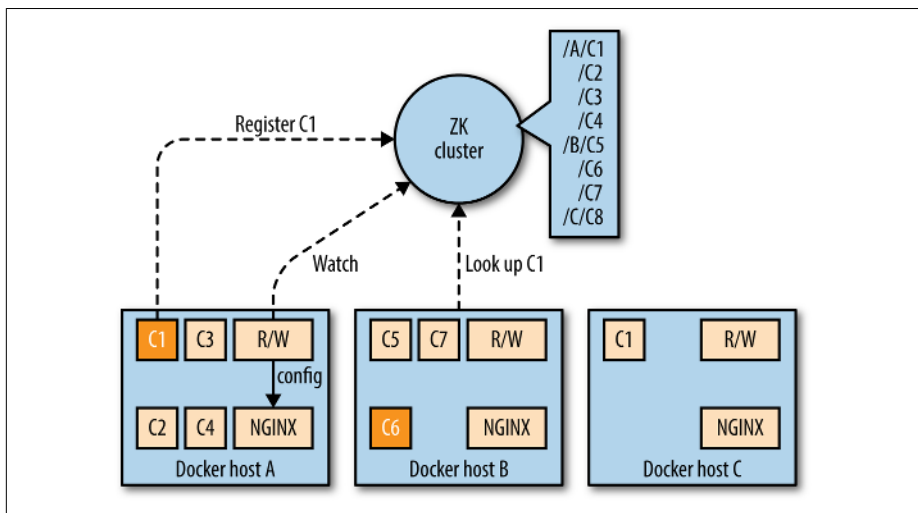 /A/C1
/C2
/C3
/C4
/B/C5
/C6
/C7
/C/C8
ZK
cluster
Register C1
Watch
Look up C1
C1 C3 R/W
config
C2 C4 NGINX
Docker host A
C5 C7 R/W
C6 NGINX
Docker host B
C1 R/W
NGINX
Docker host C